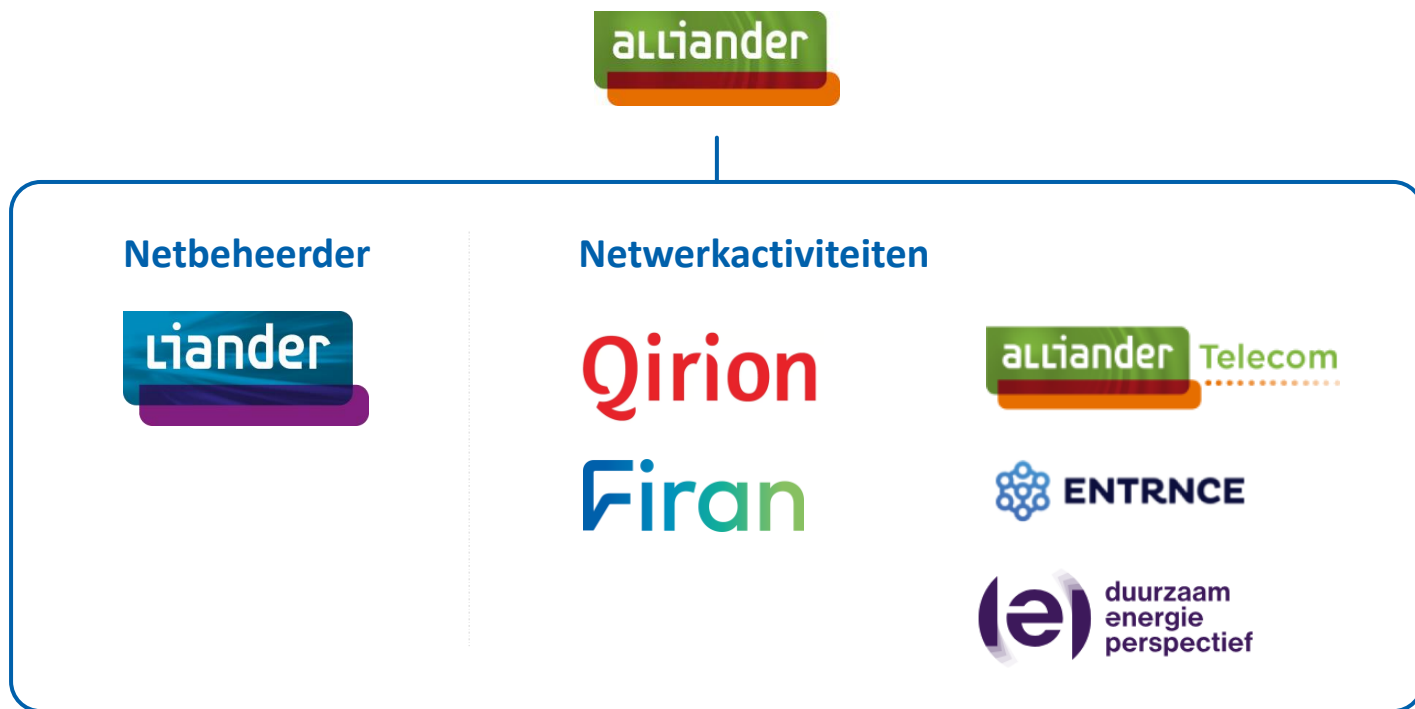 alliander
Netbeheerder
Liander
Netwerkactiviteiten
Qirion
Firan
alliander Telecom
ENTRNCE
duurzaam
energie
perspectief